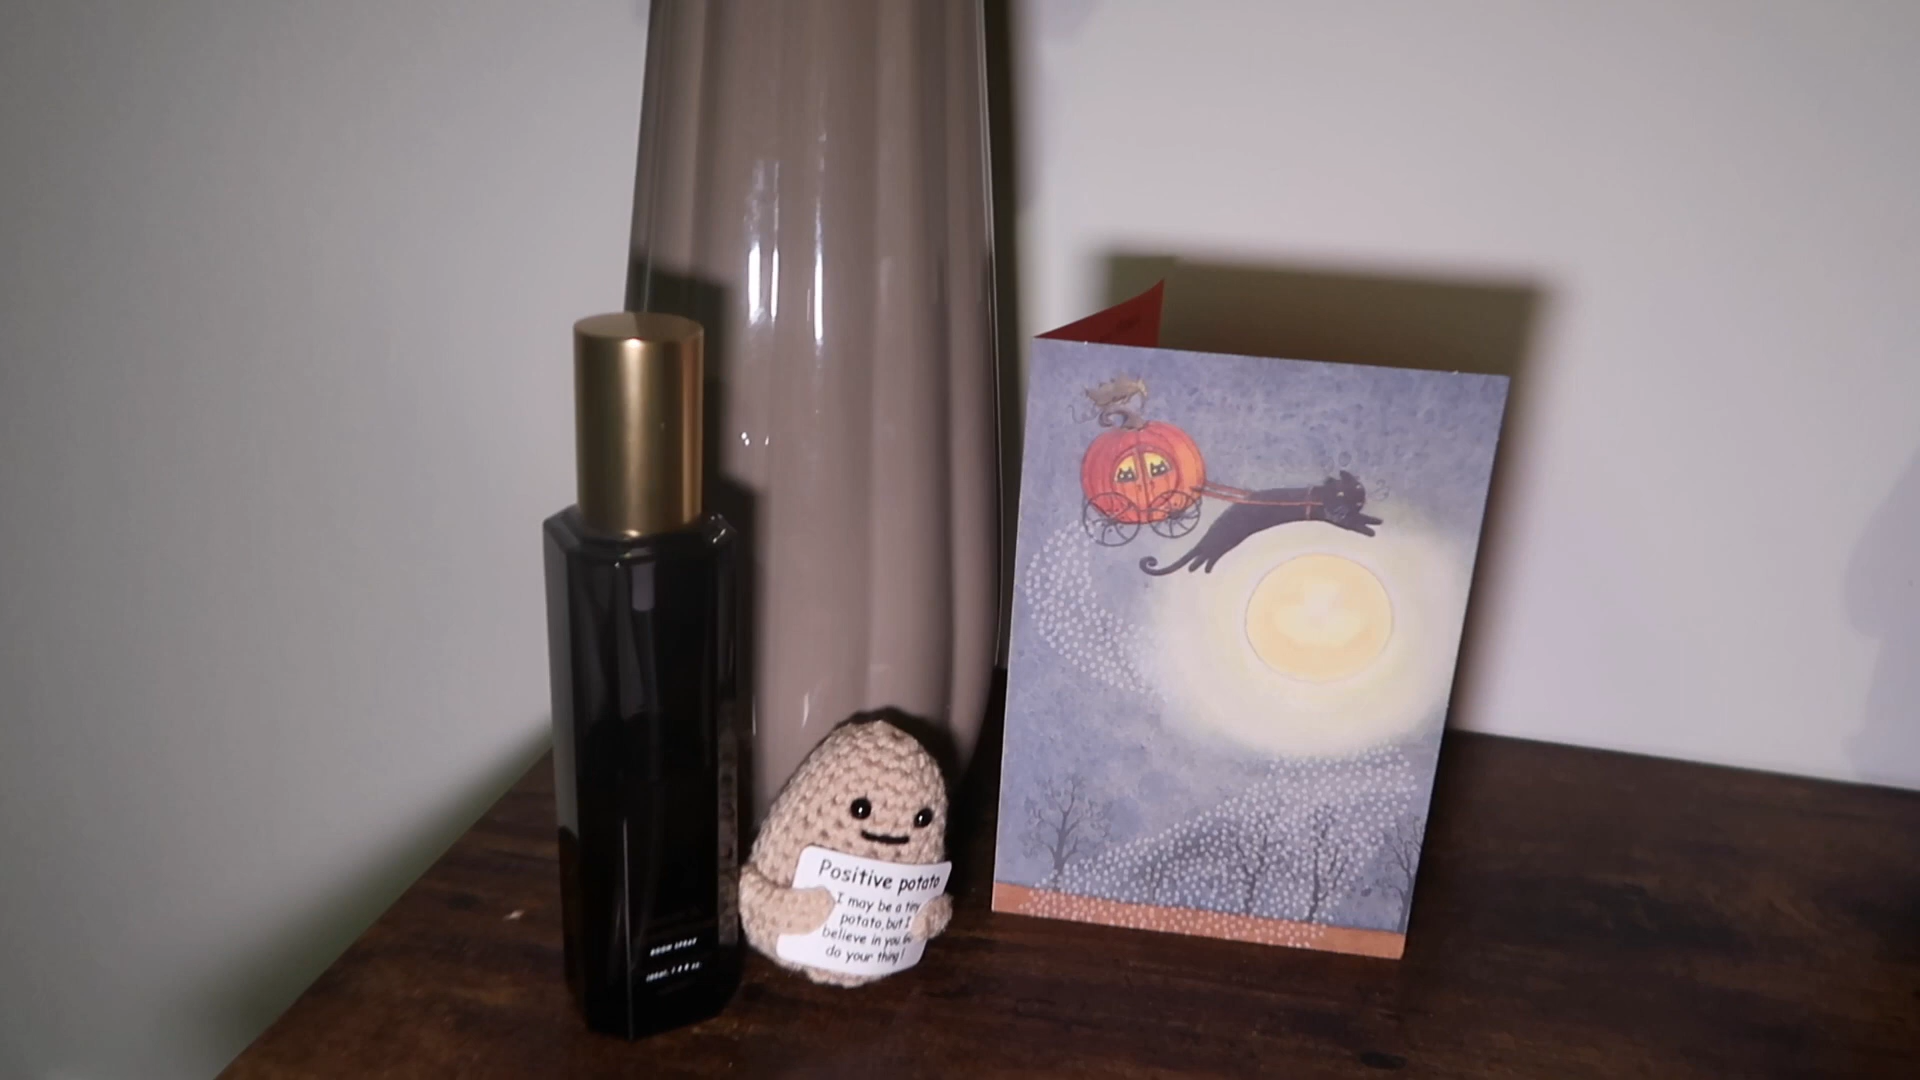 ROOM SPRAY
Positive potato
I may be a tiny
potato, but I
believe in you. Go
do your thing!